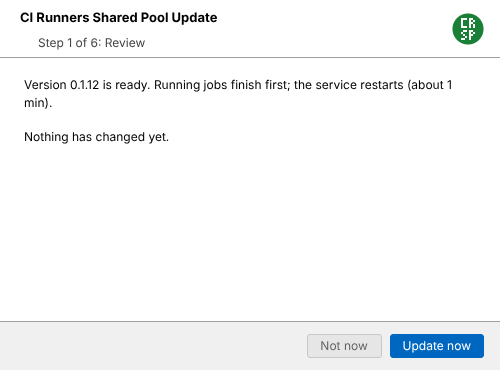 CI Runners Shared Pool Update
Step 1 of 6: Review
CR
SP
Version 0.1.12 is ready. Running jobs finish first; the service restarts (about 1
min).
Nothing has changed yet.
Not now
Update now